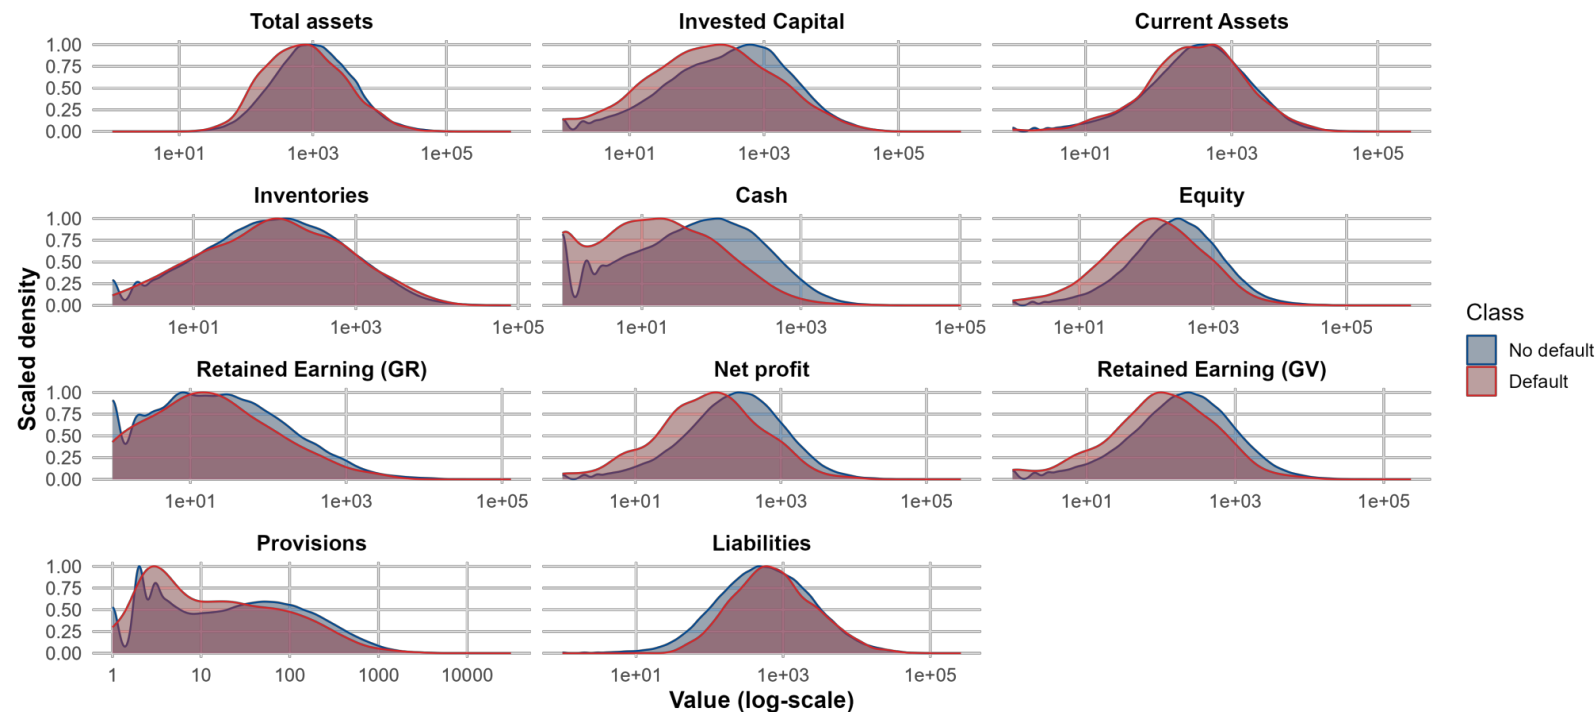 Total assets Invested Capital Current Assets
1.00
0.75
0.50
0.25
0.00
1e+01 1e+03 1e+05 1e+01 1e+03 1e+05 1e+01 1e+03 1e+05
Inventories Cash Equity
1.00
0.75
0.50
0.25
0.00
1e+01 1e+03 1e+05 1e+01 1e+03 1e+05 1e+01 1e+03 1e+05
Retained Earning (GR) Net profit Retained Earning (GV)
1.00
0.75
0.50
0.25
0.00
1e+01 1e+03 1e+05 1e+01 1e+03 1e+05 1e+01 1e+03 1e+05
Provisions Liabilities
1.00
0.75
0.50
0.25
0.00
1 10 100 1000 10000 1e+01 1e+03 1e+05
Value (log-scale)
Scaled density
Class
No default
Default